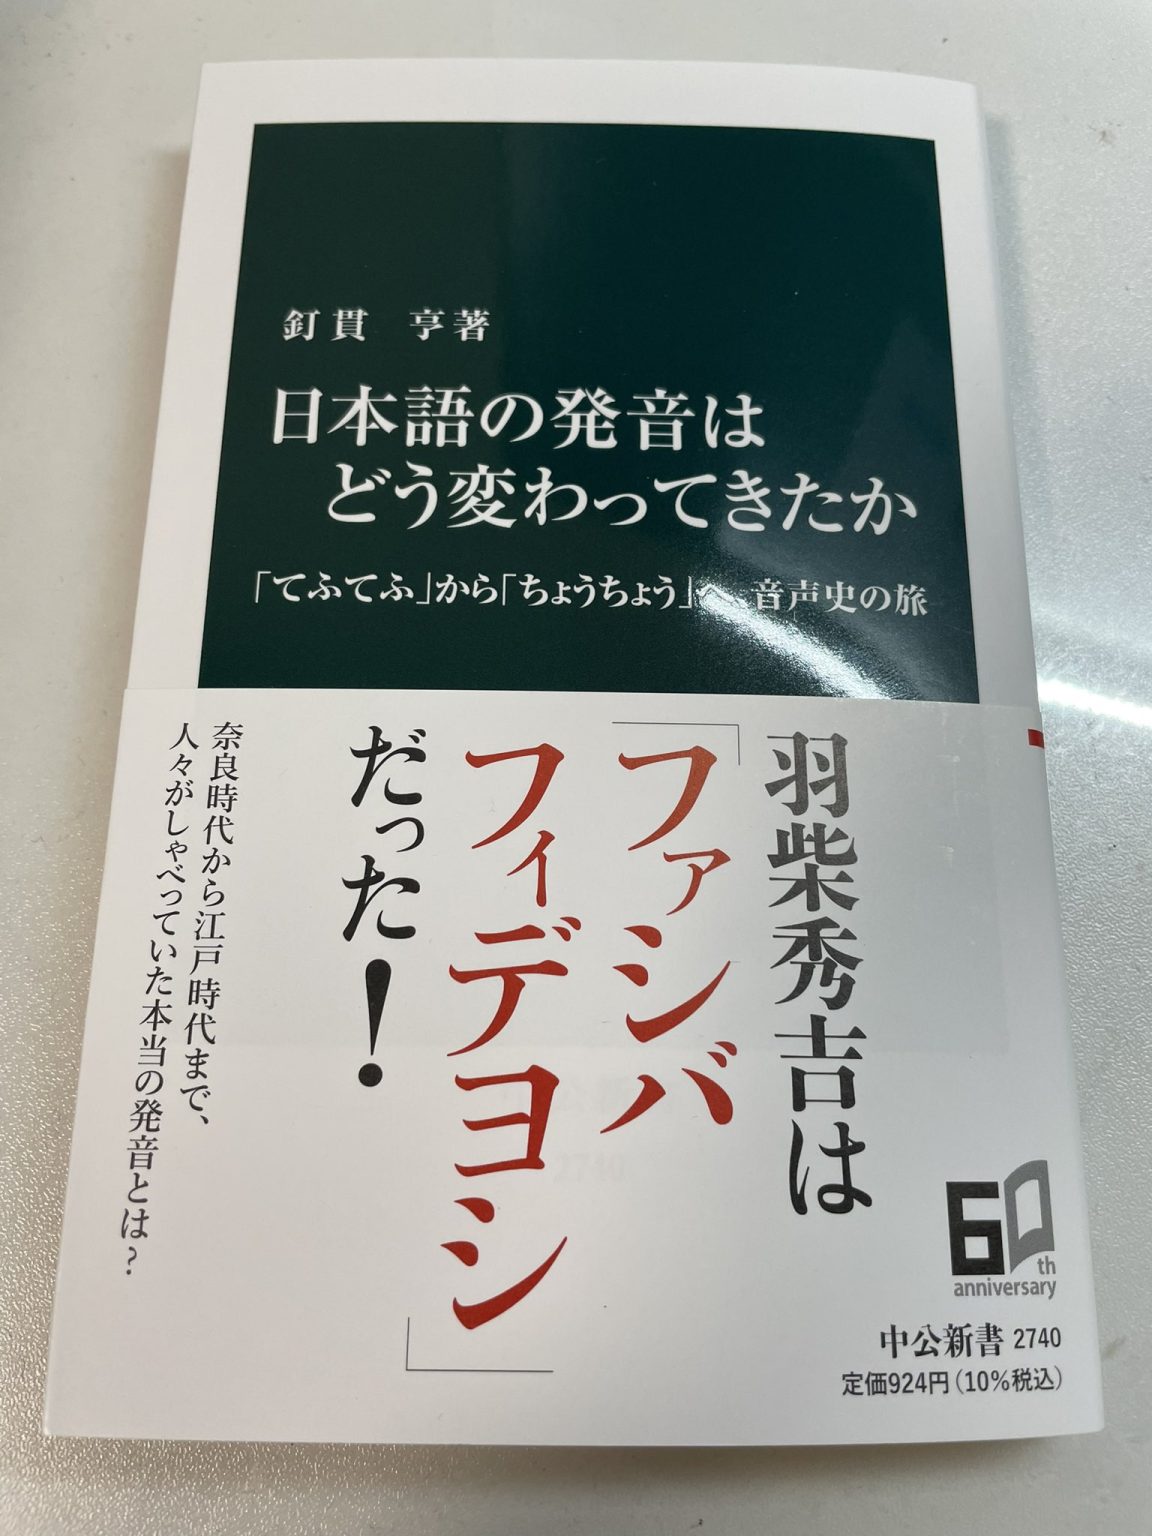 釘貫 亨著
日本語の発音は
どう変わってきたか
「てふてふ」から「ちょうちょう」へ、音声史の旅
羽柴秀吉は
「ファシバ
フィデヨシ」
だった!
奈良時代から江戸時代まで、
人々がしゃべっていた本当の発音とは?
60th
anniversary
中公新書 2740
定価924円(10%税込)